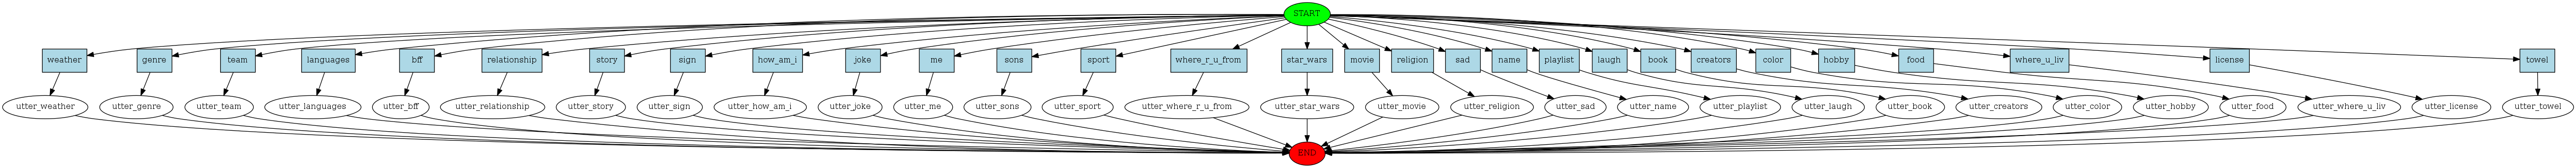 START
weather genre team languages bff relationship story sign how_am_i joke me sons sport where_r_u_from star_wars movie religion sad name playlist laugh book creators color hobby food where_u_liv license towel
utter_weather utter_genre utter_team utter_languages utter_bff utter_relationship utter_story utter_sign utter_how_am_i utter_joke utter_me utter_sons utter_sport utter_where_r_u_from utter_star_wars utter_movie utter_religion utter_sad utter_name utter_playlist utter_laugh utter_book utter_creators utter_color utter_hobby utter_food utter_where_u_liv utter_license utter_towel
END